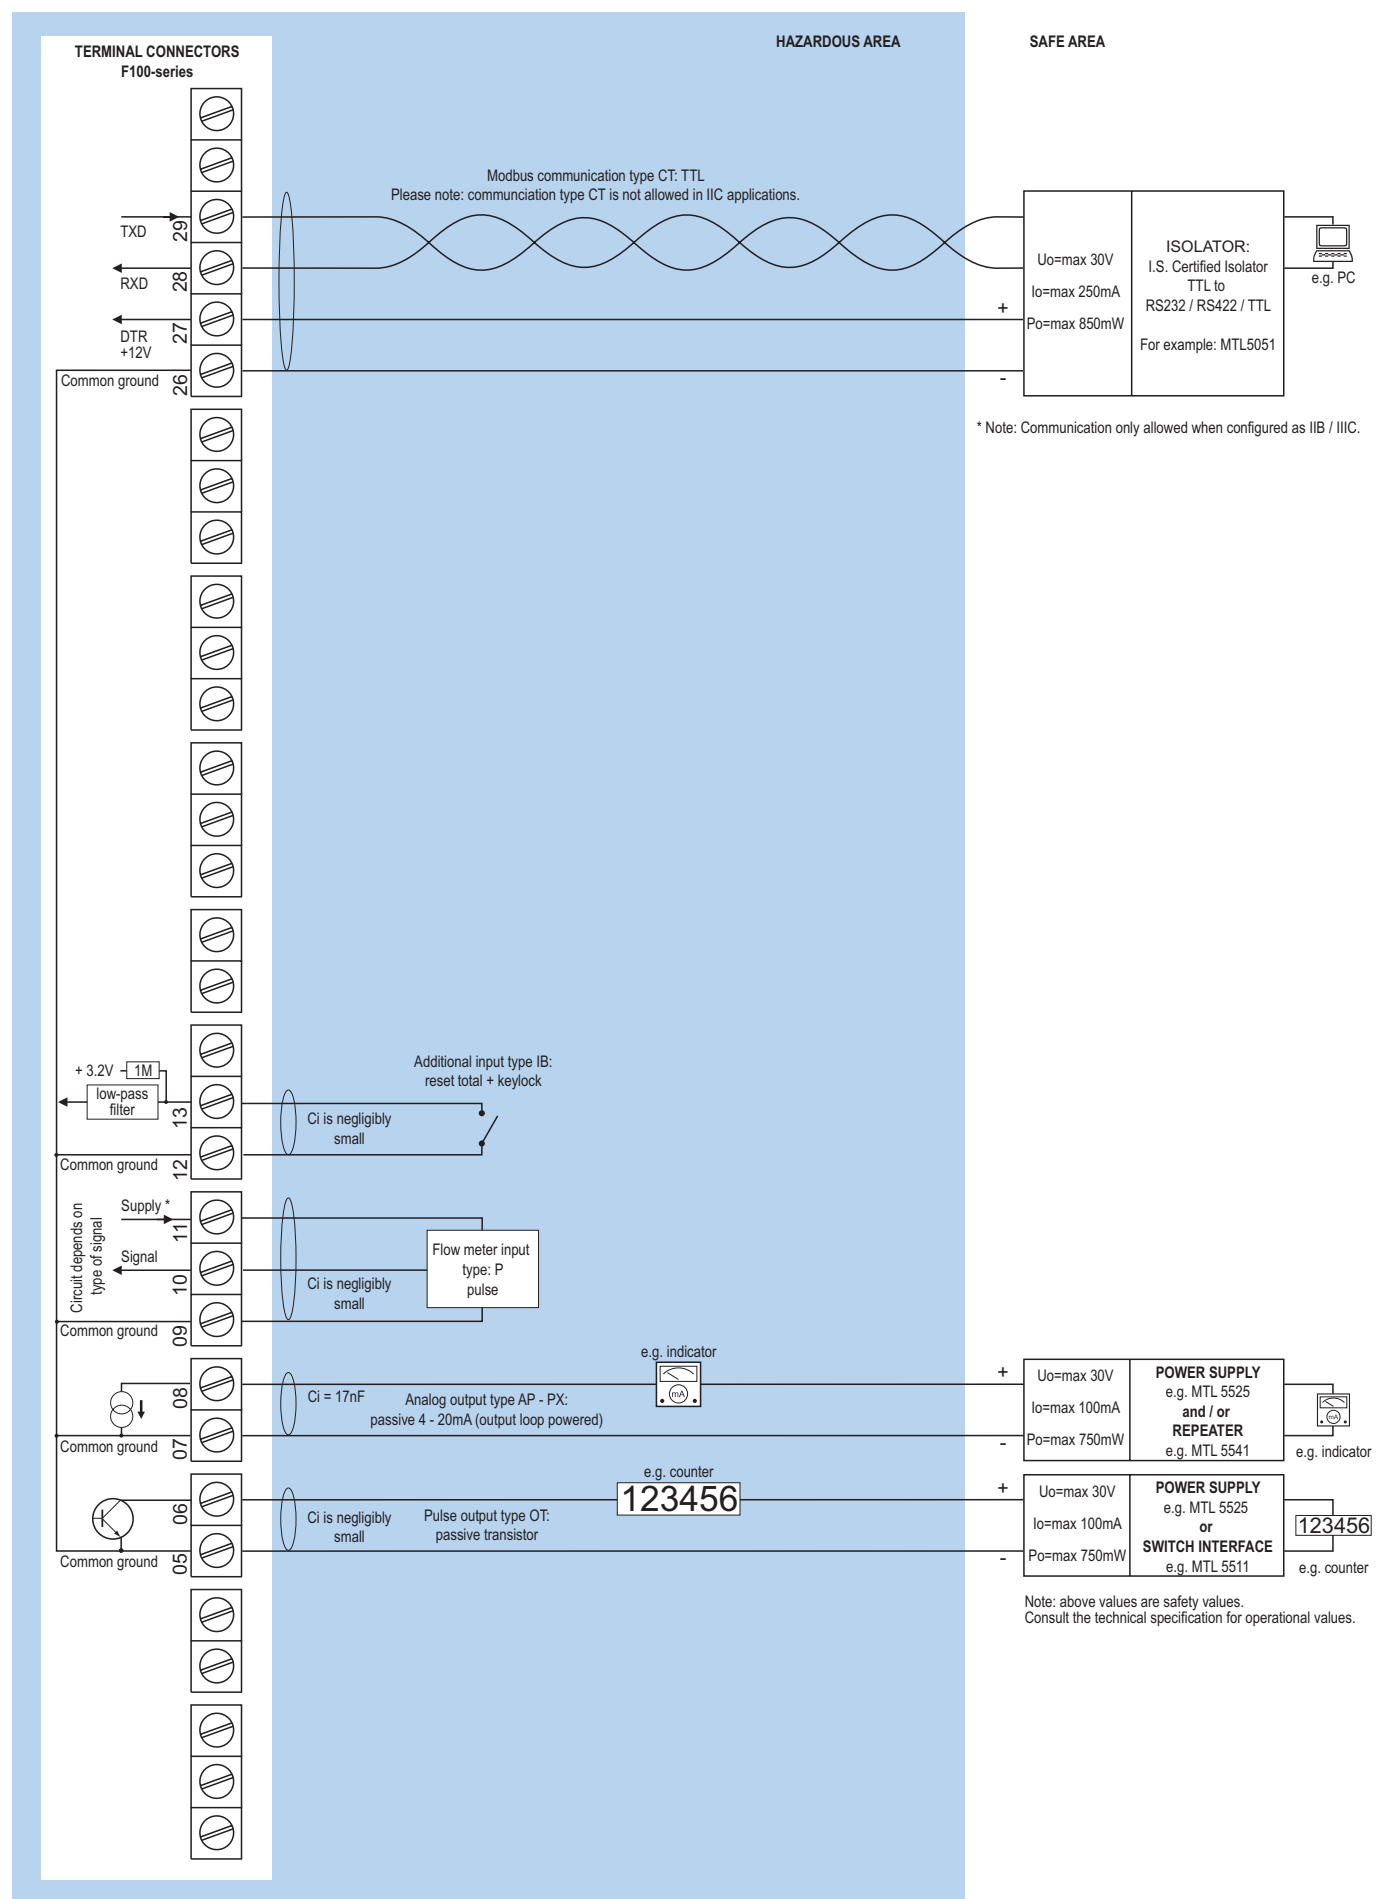 HAZARDOUS AREA
SAFE AREA
TERMINAL CONNECTORS
F100-series
Modbus communication type CT: TTL
Please note: communciation type CT is not allowed in IIC applications.
TXD
29
RXD
28
DTR
+12V
27
Common ground
26
+
-
Uo=max 30V
Io=max 250mA
Po=max 850mW
ISOLATOR:
I.S. Certified Isolator
TTL to
RS232 / RS422 / TTL
For example: MTL5051
e.g. PC
* Note: Communication only allowed when configured as IIB / IIIC.
+ 3.2V
1M
low-pass
filter
13
Common ground
12
Additional input type IB:
reset total + keylock
Ci is negligibly
small
Circuit depends on
type of signal
Supply *
11
Signal
10
Common ground
09
Ci is negligibly
small
Flow meter input
type: P
pulse
08
Common ground
07
Ci = 17nF
Analog output type AP - PX:
passive 4 - 20mA (output loop powered)
e.g. indicator
mA
+
-
Uo=max 30V
Io=max 100mA
Po=max 750mW
POWER SUPPLY
e.g. MTL 5525
and / or
REPEATER
e.g. MTL 5541
mA
e.g. indicator
06
Common ground
05
Ci is negligibly
small
Pulse output type OT:
passive transistor
e.g. counter
123456
+
-
Uo=max 30V
Io=max 100mA
Po=max 750mW
POWER SUPPLY
e.g. MTL 5525
or
SWITCH INTERFACE
e.g. MTL 5511
123456
e.g. counter
Note: above values are safety values.
Consult the technical specification for operational values.